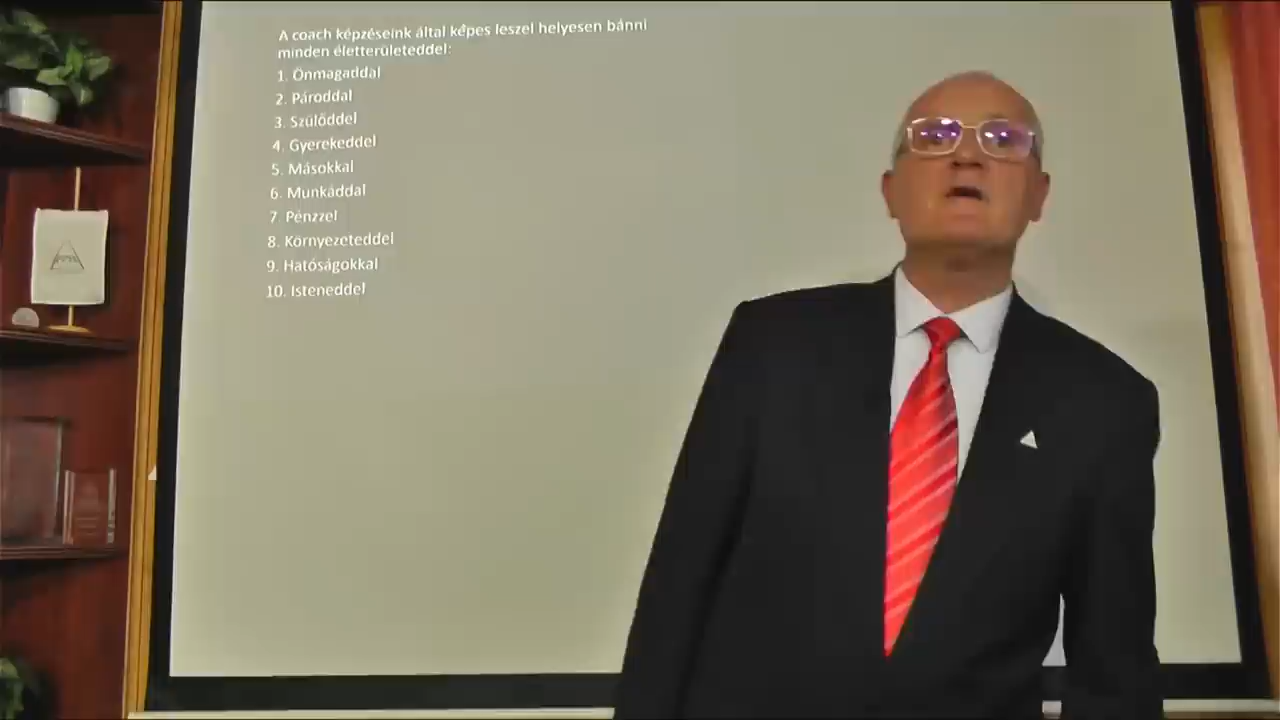 A coach képzéseink által képes leszel helyesen bánni
minden életterületeddel:
1. Önmagaddal
2. Pároddal
3. Szülőddel
4. Gyerekeddel
5. Másokkal
6. Munkáddal
7. Pénzzel
8. Környezeteddel
9. Hatóságokkal
10. Isteneddel